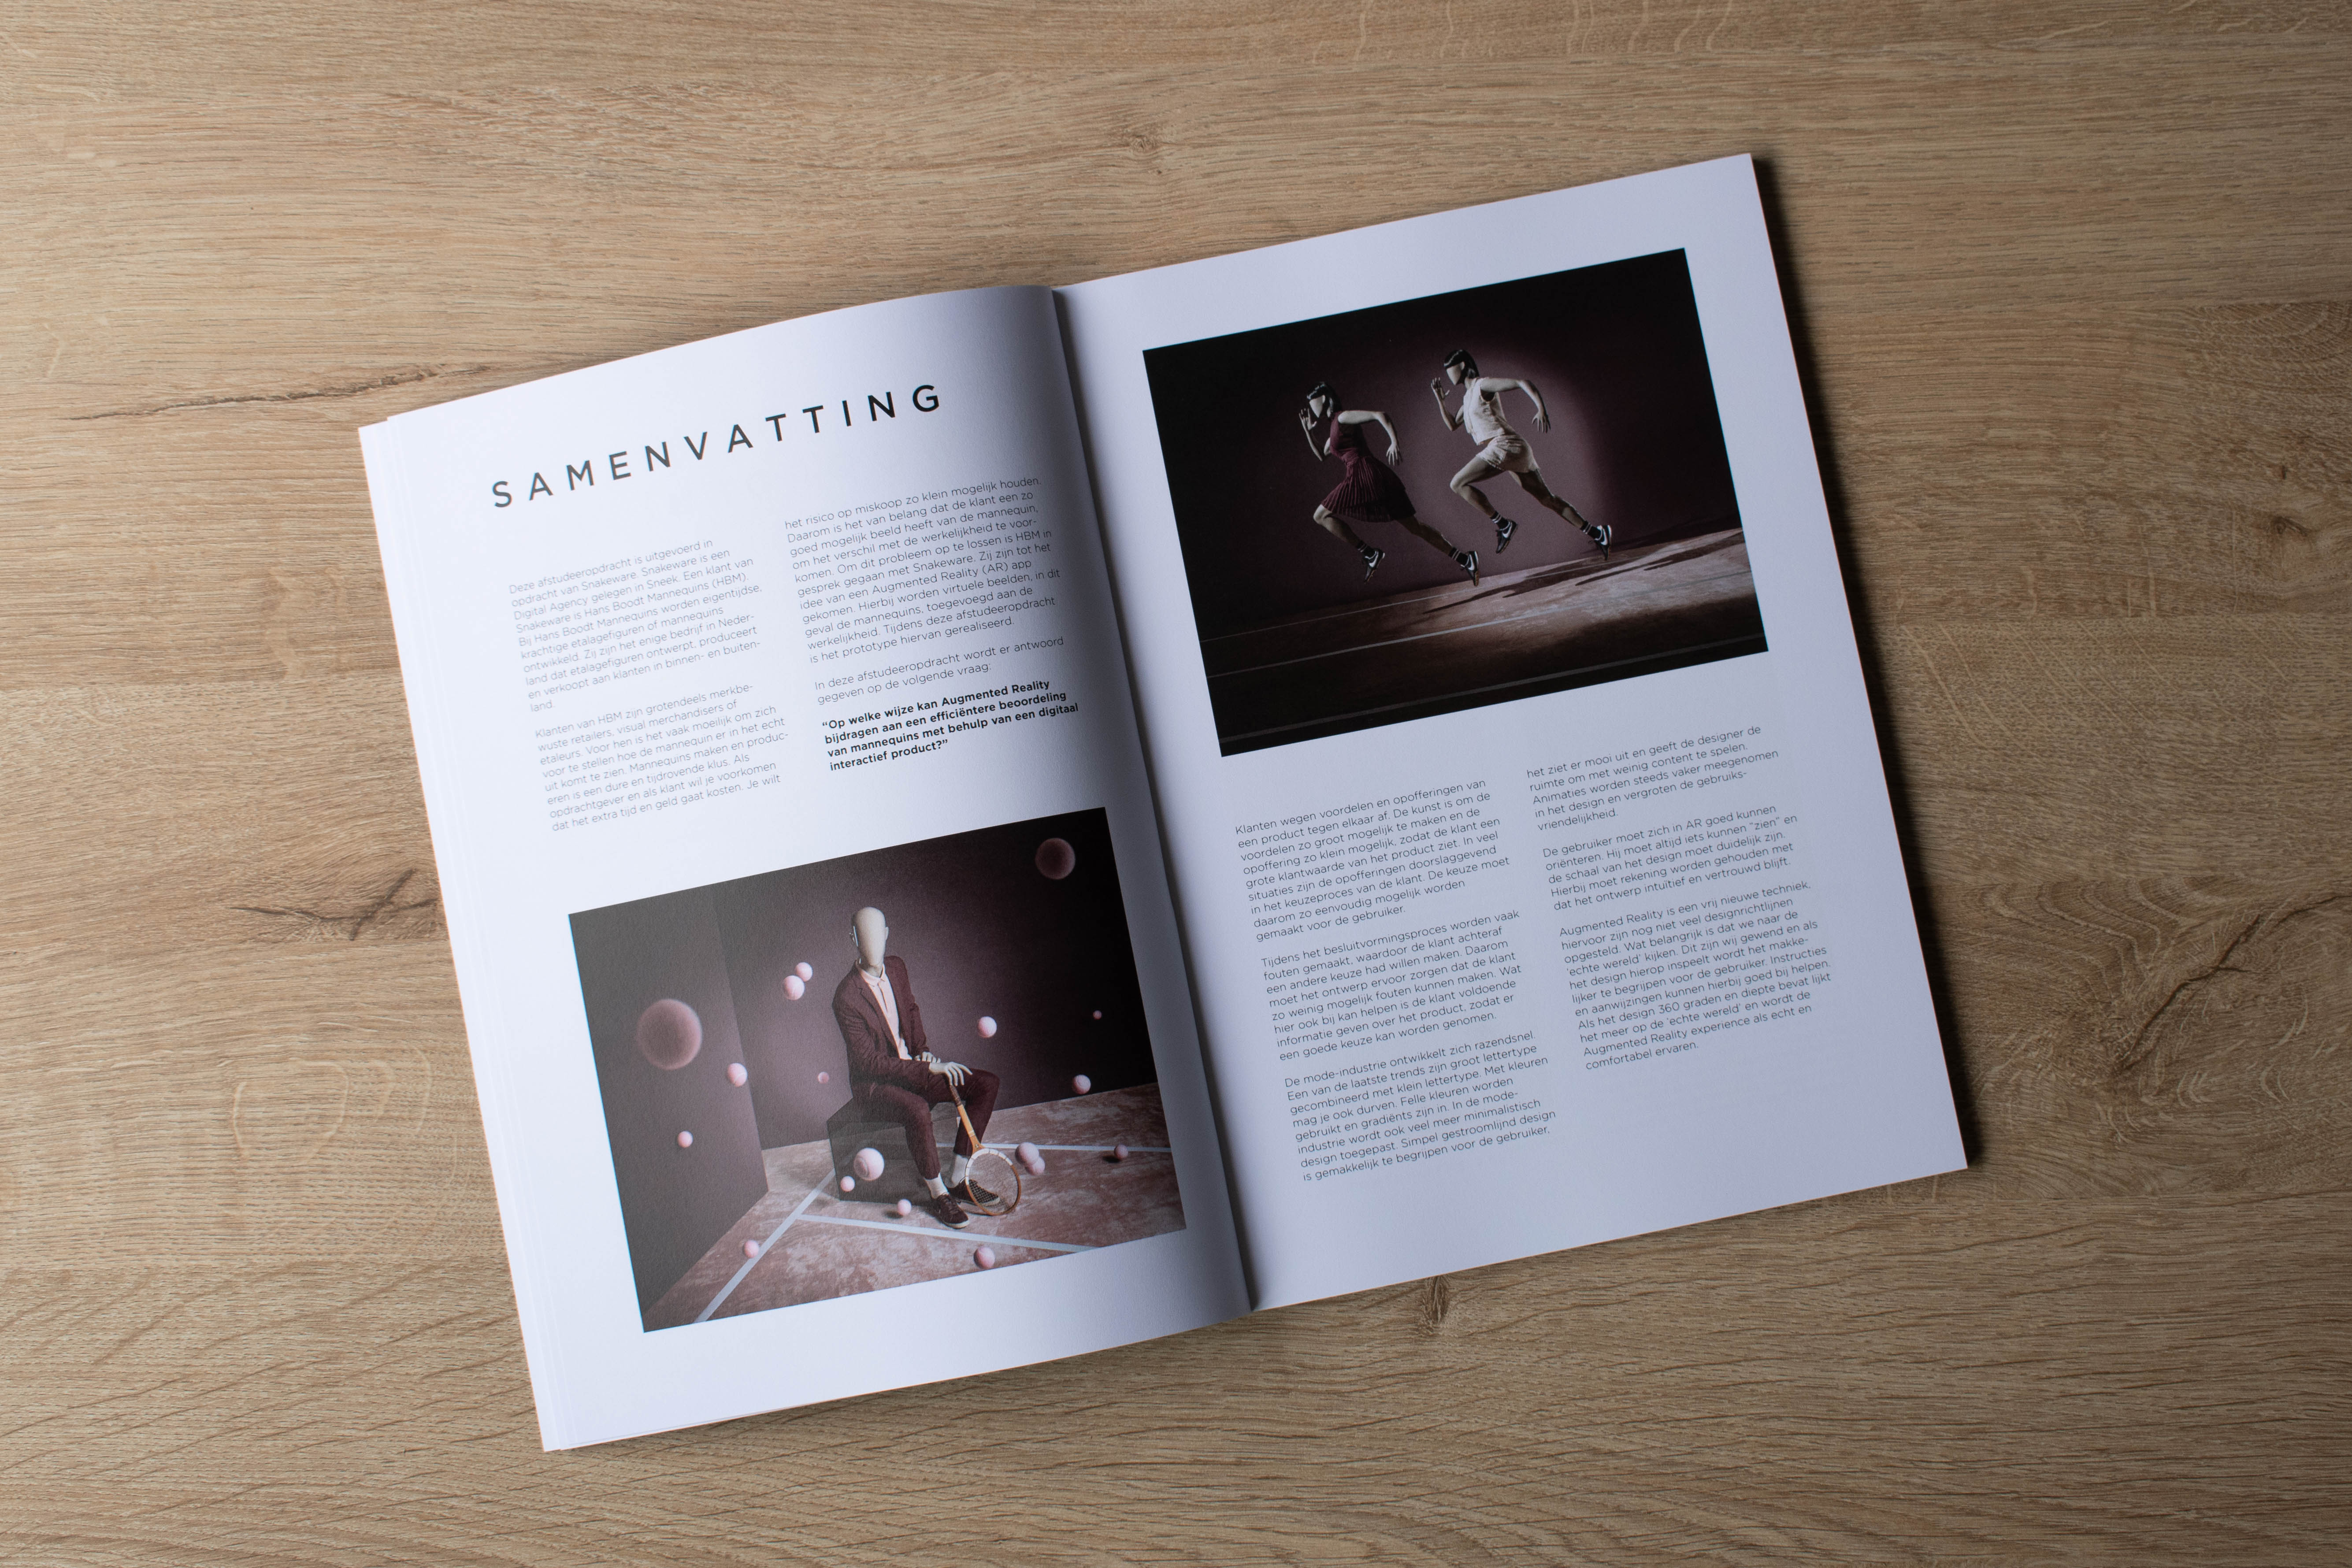 SAMENVATTING
Deze afstudeeropdracht is uitgevoerd in
opdracht van Snakeware. Snakeware is een
Digital Agency gelegen in Sneek. Een klant van
Snakeware is Hans Boodt Mannequins (HBM).
Bij Hans Boodt Mannequins worden eigentijdse,
krachtige etalagefiguren of mannequins
ontwikkeld. Zij zijn het enige bedrijf in Neder-
land dat etalagefiguren ontwerpt, produceert
en verkoopt aan klanten in binnen- en buiten-
land.
Klanten van HBM zijn grotendeels merkbe-
wuste retailers, visual merchandisers of
etaleurs. Voor hen is het vaak moeilijk om zich
voor te stellen hoe de mannequin er in het echt
uit komt te zien. Mannequins maken en produc-
eren is een dure en tijdrovende klus. Als
opdrachtgever en als klant wil je voorkomen
dat het extra tijd en geld gaat kosten. Je wilt
het risico op miskoop zo klein mogelijk houden.
Daarom is het van belang dat de klant een zo
goed mogelijk beeld heeft van de mannequin,
om het verschil met de werkelijkheid te voor-
komen. Om dit probleem op te lossen is HBM in
gesprek gegaan met Snakeware. Zij zijn tot het
idee van een Augmented Reality (AR) app
gekomen. Hierbij worden virtuele beelden, in dit
geval de mannequins, toegevoegd aan de
werkelijkheid. Tijdens deze afstudeeropdracht
is het prototype hiervan gerealiseerd.
In deze afstudeeropdracht wordt er antwoord
gegeven op de volgende vraag:
“Op welke wijze kan Augmented Reality
bijdragen aan een efficiëntere beoordeling
van mannequins met behulp van een digitaal
interactief product?”
Klanten wegen voordelen en opofferingen van
een product tegen elkaar af. De kunst is om de
voordelen zo groot mogelijk te maken en de
opoffering zo klein mogelijk, zodat de klant een
grote klantwaarde van het product ziet. In veel
situaties zijn de opofferingen doorslaggevend
in het keuzeproces van de klant. De keuze moet
daarom zo eenvoudig mogelijk worden
gemaakt voor de gebruiker.
Tijdens het besluitvormingsproces worden vaak
fouten gemaakt, waardoor de klant achteraf
een andere keuze had willen maken. Daarom
moet het ontwerp ervoor zorgen dat de klant
zo weinig mogelijk fouten kunnen maken. Wat
hier ook bij kan helpen is de klant voldoende
informatie geven over het product, zodat er
een goede keuze kan worden genomen.
De mode-industrie ontwikkelt zich razendsnel.
Een van de laatste trends zijn groot lettertype
gecombineerd met klein lettertype. Met kleuren
mag je ook durven. Felle kleuren worden
gebruikt en gradiënts zijn in. In de mode-
industrie wordt ook veel meer minimalistisch
design toegepast. Simpel gestroomlijnd design
is gemakkelijk te begrijpen voor de gebruiker,
het ziet er mooi uit en geeft de designer de
ruimte om met weinig content te spelen.
Animaties worden steeds vaker meegenomen
in het design en vergroten de gebruiks-
vriendelijkheid.
De gebruiker moet zich in AR goed kunnen
oriënteren. Hij moet altijd iets kunnen “zien” en
de schaal van het design moet duidelijk zijn.
Hierbij moet rekening worden gehouden met
dat het ontwerp intuïtief en vertrouwd blijft.
Augmented Reality is een vrij nieuwe techniek,
hiervoor zijn nog niet veel designrichtlijnen
opgesteld. Wat belangrijk is dat we naar de
‘echte wereld’ kijken. Dit zijn wij gewend en als
het design hierop inspeelt wordt het makke-
lijker te begrijpen voor de gebruiker. Instructies
en aanwijzingen kunnen hierbij goed bij helpen.
Als het design 360 graden en diepte bevat lijkt
het meer op de ‘echte wereld’ en wordt de
Augmented Reality experience als echt en
comfortabel ervaren.